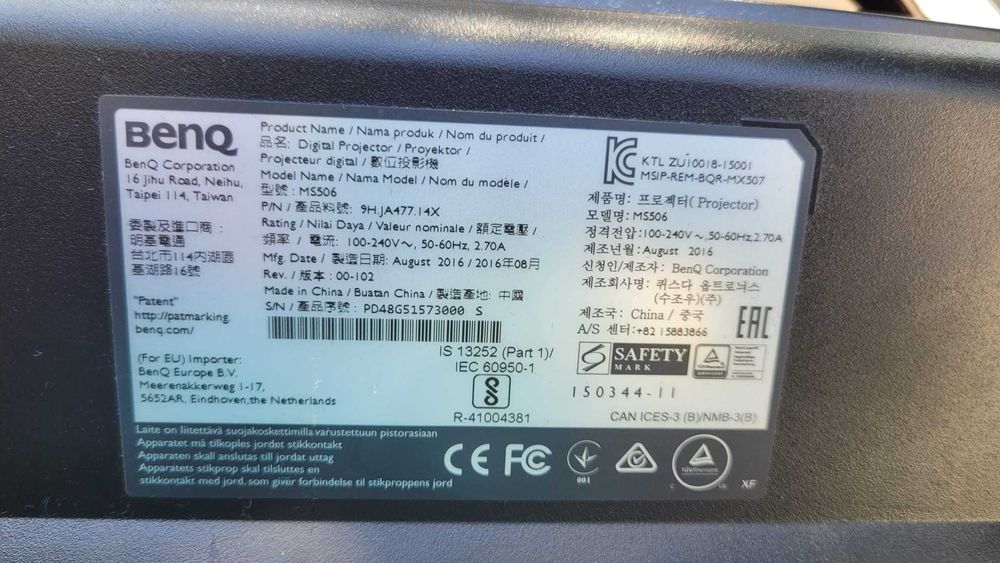 BenQ
BenQ Corporation
16 Jihu Road, Neihu,
Taipei 114, Taiwan
委製及進口商：
明基電通
台北市114內湖區
基湖路16號
"Patent"
http://patmarking.
benq.com/
(For EU) Importer:
BenQ Europe B.V.
Meerenakkerweg 1-17,
5652AR, Eindhoven,the Netherlands
Product Name / Nama produk / Nom du produit /
品名: Digital Projector / Proyektor /
Projecteur digital / 數位投影機
Model Name / Nama Model / Nom du modèle /
型號 : MS506
P/N / 產品料號: 9H.JA477.14X
Rating / Nilai Daya / Valeur nominale / 額定電壓 /
頻率 / 電流: 100-240V～, 50-60Hz, 2.70A
Mfg. Date / 製造日期: August 2016 / 2016年08月
Rev. / 版本 : 00-102
Made in China / Buatan China / 製造產地: 中國
S/N / 產品序號 : PD48G51573000 S
IS 13252 (Part 1)/
IEC 60950-1
R-41004381
KTL ZU10018-15001
MSIP-REM-BQR-MX507
제품명: 프로젝터( Projector)
모델명: MS506
정격전압:100-240V～,50-60Hz,2.70A
제조년월: August 2016
신청인/제조자: BenQ Corporation
제조회사명: 퀴스다 옵트로닉스
(수조우)(주)
제조국: China / 중국
A/S 센터:+82 15883866
EAC
SAFETY
MARK
150344-11
CAN ICES-3 (B)/NMB-3(B)
Laite on liitettävä suojakoskettimilla varustettuun pistorasiaan
Apparatet må tilkoples jordet stikkontakt
Apparaten skall anslutas till jordat uttag
Apparatets stikprop skal tilsluttes en
stikkontakt med jord, som giver forbindelse til stikproppens jord
CE FC
001
TÜVRheinland
C US
XF